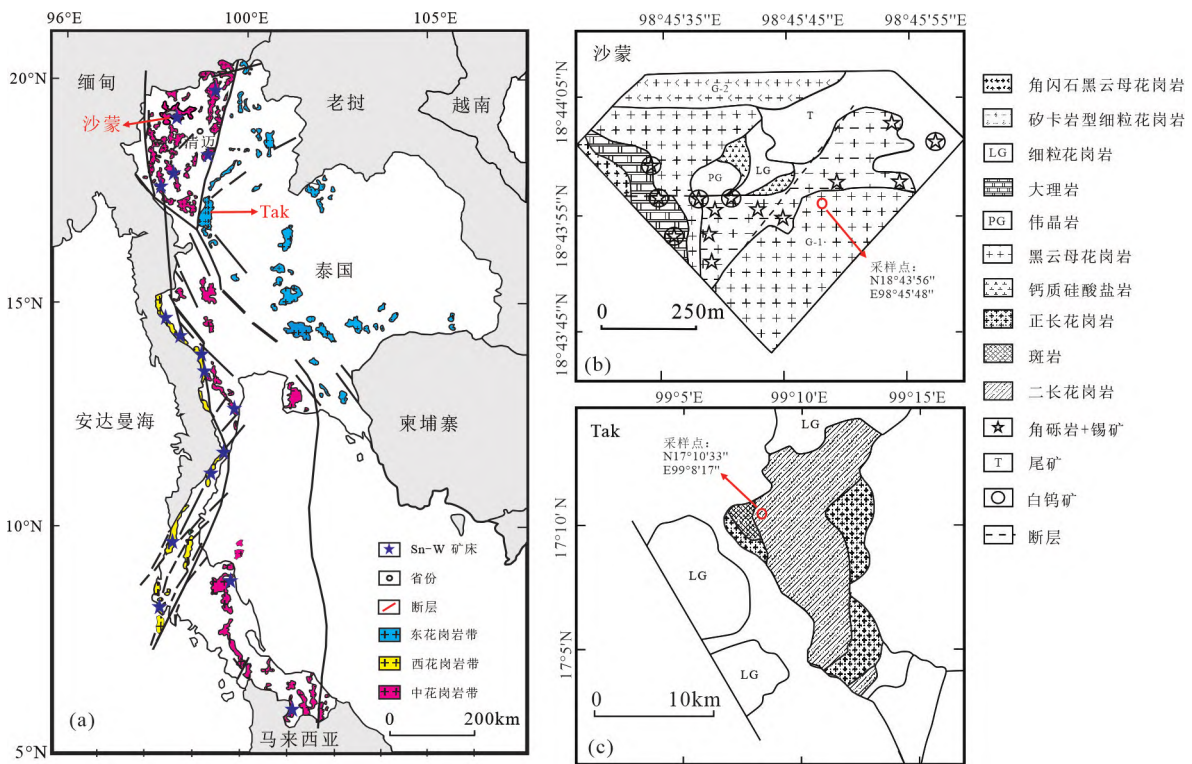 96°E
100°E
105°E
20°N
15°N
10°N
5°N
缅甸
老挝
越南
沙蒙
清迈
Tak
泰国
安达曼海
柬埔寨
马来西亚
Sn-W 矿床
省份
断层
东花岗岩带
西花岗岩带
中花岗岩带
(a)
0 200km
98°45'35"E
98°45'45"E
98°45'55"E
18°44'05"N
18°43'55"N
18°43'45"N
沙蒙
G-2
T
LG
PG
G-1
采样点:
N18°43'56"
E98°45'48"
0 250m
(b)
99°5'E
99°10'E
99°15'E
17°10'N
17°5'N
Tak
采样点:
N17°10'33"
E99°8'17"
LG
LG
LG
0 10km
(c)
角闪石黑云母花岗岩
矽卡岩型细粒花岗岩
LG 细粒花岗岩
大理岩
PG 伟晶岩
黑云母花岗岩
钙质硅酸盐岩
正长花岗岩
斑岩
二长花岗岩
角砾岩+锡矿
T 尾矿
白钨矿
断层